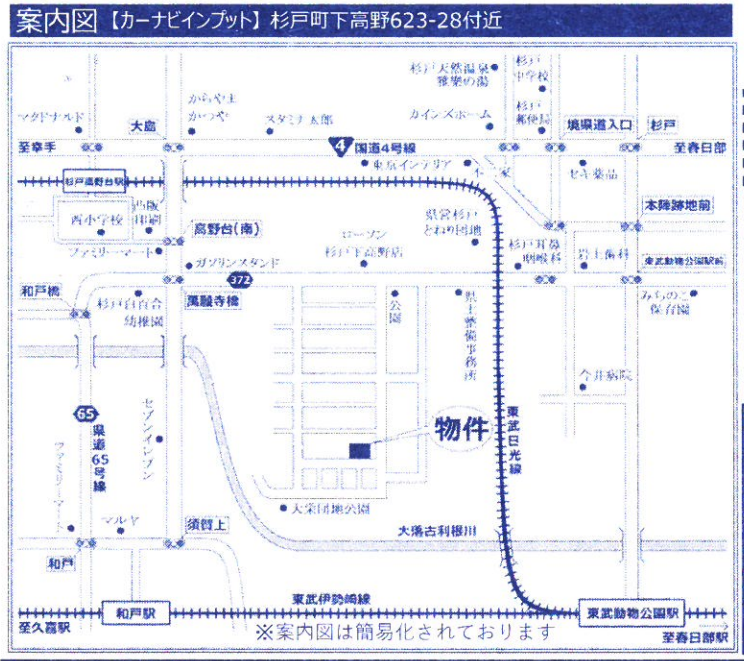 案内図【カーナビインプット】杉戸町下高野623-28付近
杉戸天然温泉
雅樂の湯
杉戸
中学校
マクドナルド
大島
からやま
かつや
スタミナ太郎
カインズホーム
杉戸
郵便局
境県道入口
杉戸
至幸手
4
国道4号線
至春日部
東京インテリア
不二家
セキ薬品
杉戸高野台駅
西小学校
凸版
印刷
高野台(南)
ローソン
杉戸下高野店
県営杉戸
とねり団地
本陣跡地前
ファミリーマート
ガソリンスタンド
杉戸耳鼻
咽喉科
岩上歯科
東武動物公園駅前
372
和戸橋
杉戸白百合
幼稚園
萬願寺橋
公園
県土整備事務所
みちのこ
保育園
今井病院
65
県道65号線
セブンイレブン
物件
東武日光線
ファミリーマート
マルヤ
須賀上
大栄団地公園
大落古利根川
和戸
和戸駅
東武伊勢崎線
東武動物公園駅
至久喜駅
※案内図は簡易化されております
至春日部駅